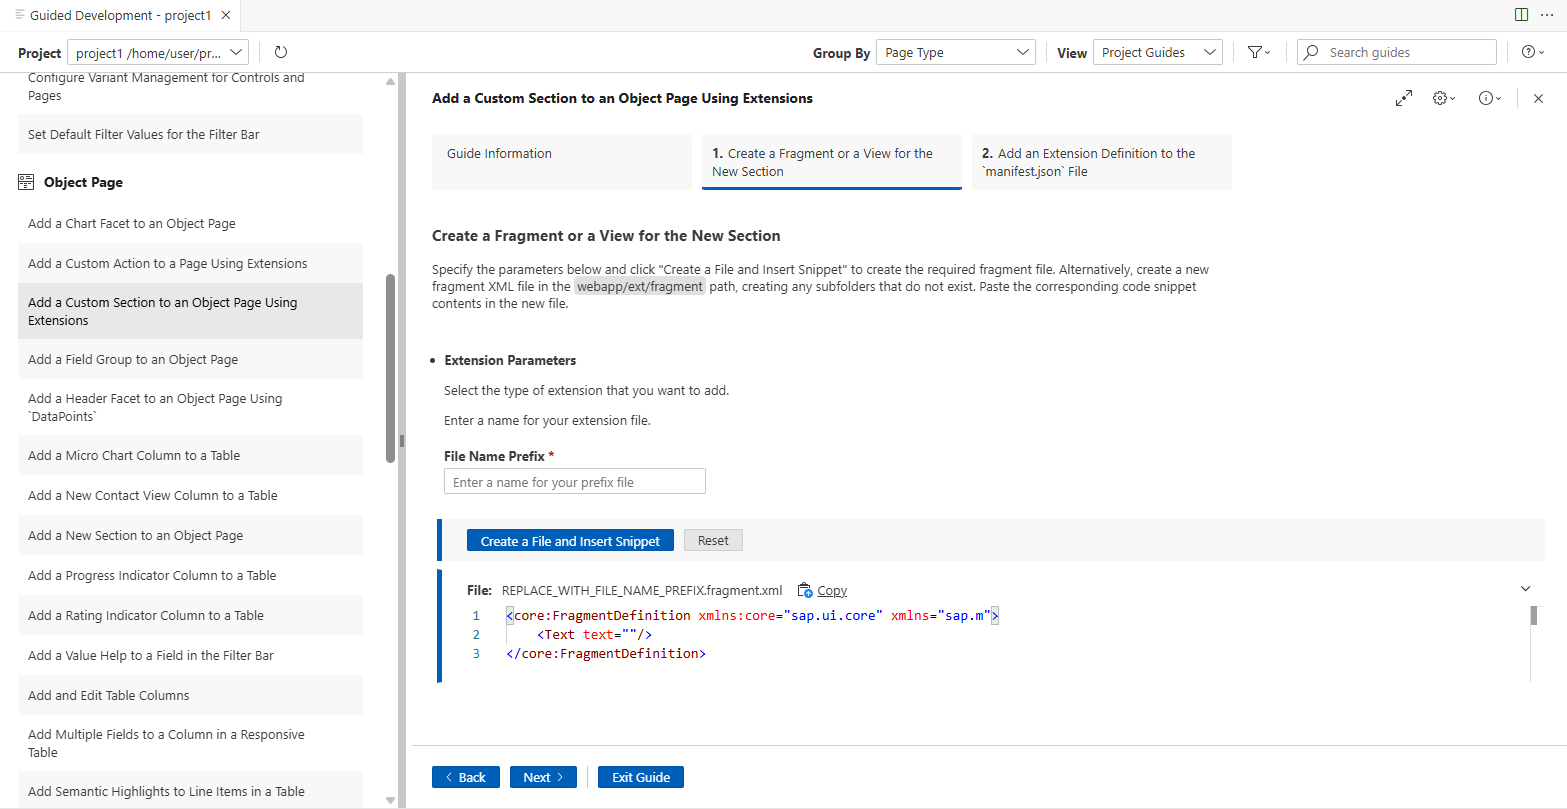 Guided Development - project1
Project
project1 /home/user/pr...
Group By
Page Type
View
Project Guides
Search guides
Configure Variant Management for Controls and
Pages
Set Default Filter Values for the Filter Bar
Object Page
Add a Chart Facet to an Object Page
Add a Custom Action to a Page Using Extensions
Add a Custom Section to an Object Page Using
Extensions
Add a Field Group to an Object Page
Add a Header Facet to an Object Page Using
`DataPoints`
Add a Micro Chart Column to a Table
Add a New Contact View Column to a Table
Add a New Section to an Object Page
Add a Progress Indicator Column to a Table
Add a Rating Indicator Column to a Table
Add a Value Help to a Field in the Filter Bar
Add and Edit Table Columns
Add Multiple Fields to a Column in a Responsive
Table
Add Semantic Highlights to Line Items in a Table
Add a Custom Section to an Object Page Using Extensions
Guide Information
1. Create a Fragment or a View for the
New Section
2. Add an Extension Definition to the
`manifest.json` File
Create a Fragment or a View for the New Section
Specify the parameters below and click "Create a File and Insert Snippet" to create the required fragment file. Alternatively, create a new
fragment XML file in the webapp/ext/fragment path, creating any subfolders that do not exist. Paste the corresponding code snippet
contents in the new file.
• Extension Parameters
Select the type of extension that you want to add.
Enter a name for your extension file.
File Name Prefix *
Enter a name for your prefix file
Create a File and Insert Snippet
Reset
File: REPLACE_WITH_FILE_NAME_PREFIX.fragment.xml
Copy
1 <core:FragmentDefinition xmlns:core="sap.ui.core" xmlns="sap.m">
2 <Text text=""/>
3 </core:FragmentDefinition>
Back
Next
Exit Guide